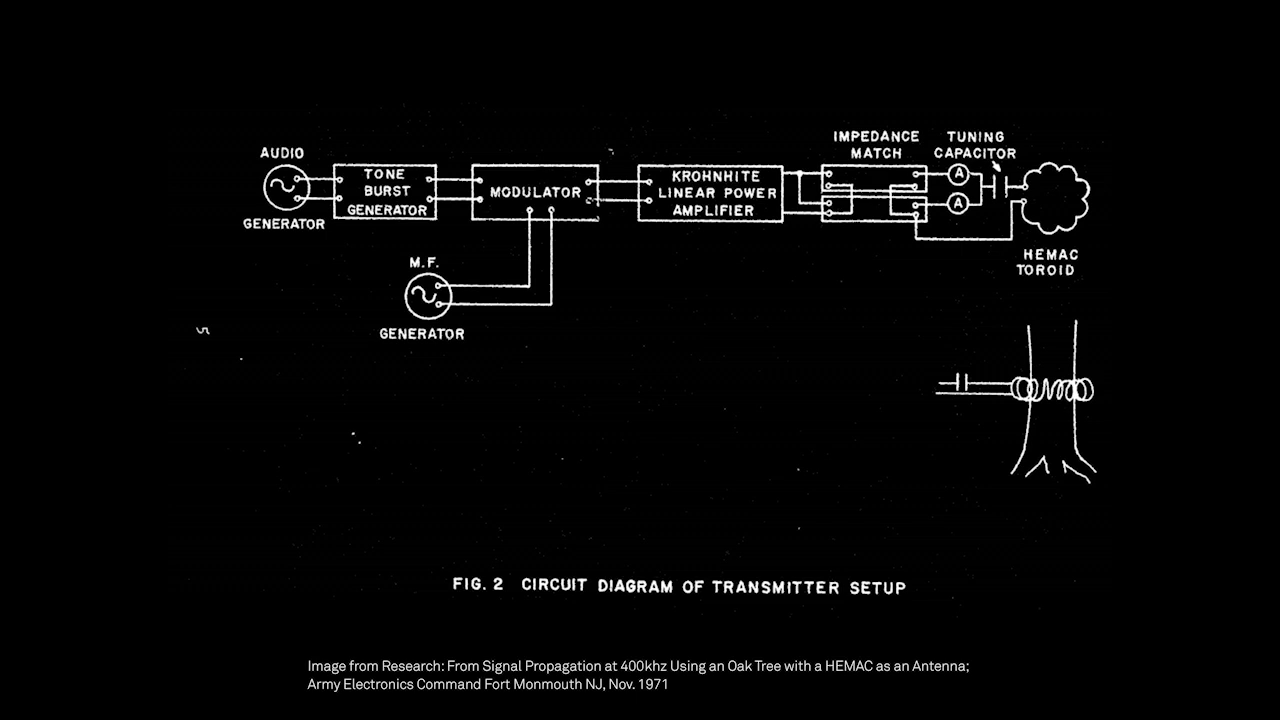 AUDIO
GENERATOR
TONE
BURST
GENERATOR
MODULATOR
KROHNHITE
LINEAR POWER
AMPLIFIER
IMPEDANCE
MATCH
TUNING
CAPACITOR
A
A
HEMAC
TOROID
M.F.
GENERATOR
FIG. 2 CIRCUIT DIAGRAM OF TRANSMITTER SETUP
Image from Research: From Signal Propagation at 400khz Using an Oak Tree with a HEMAC as an Antenna;
Army Electronics Command Fort Monmouth NJ, Nov. 1971